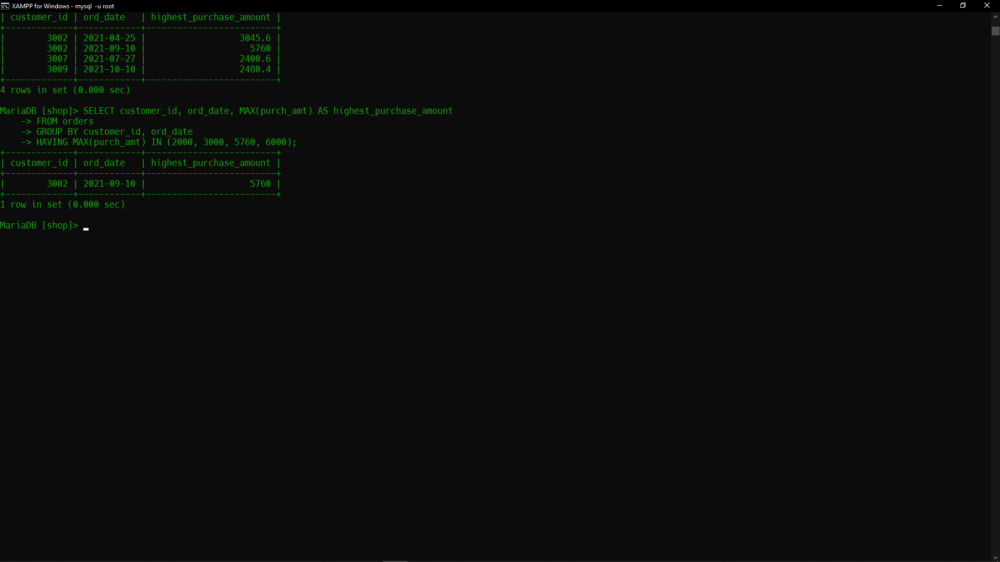 XAMPP for Windows - mysql  -u root
| customer_id | ord_date   | highest_purchase_amount |
+-------------+------------+-------------------------+
|        3002 | 2021-04-25 |                  3045.6 |
|        3002 | 2021-09-10 |                    5760 |
|        3007 | 2021-07-27 |                  2400.6 |
|        3009 | 2021-10-10 |                  2480.4 |
+-------------+------------+-------------------------+
4 rows in set (0.000 sec)

MariaDB [shop]> SELECT customer_id, ord_date, MAX(purch_amt) AS highest_purchase_amount
    -> FROM orders
    -> GROUP BY customer_id, ord_date
    -> HAVING MAX(purch_amt) IN (2000, 3000, 5760, 6000);
+-------------+------------+-------------------------+
| customer_id | ord_date   | highest_purchase_amount |
+-------------+------------+-------------------------+
|        3002 | 2021-09-10 |                    5760 |
+-------------+------------+-------------------------+
1 row in set (0.000 sec)

MariaDB [shop]> _